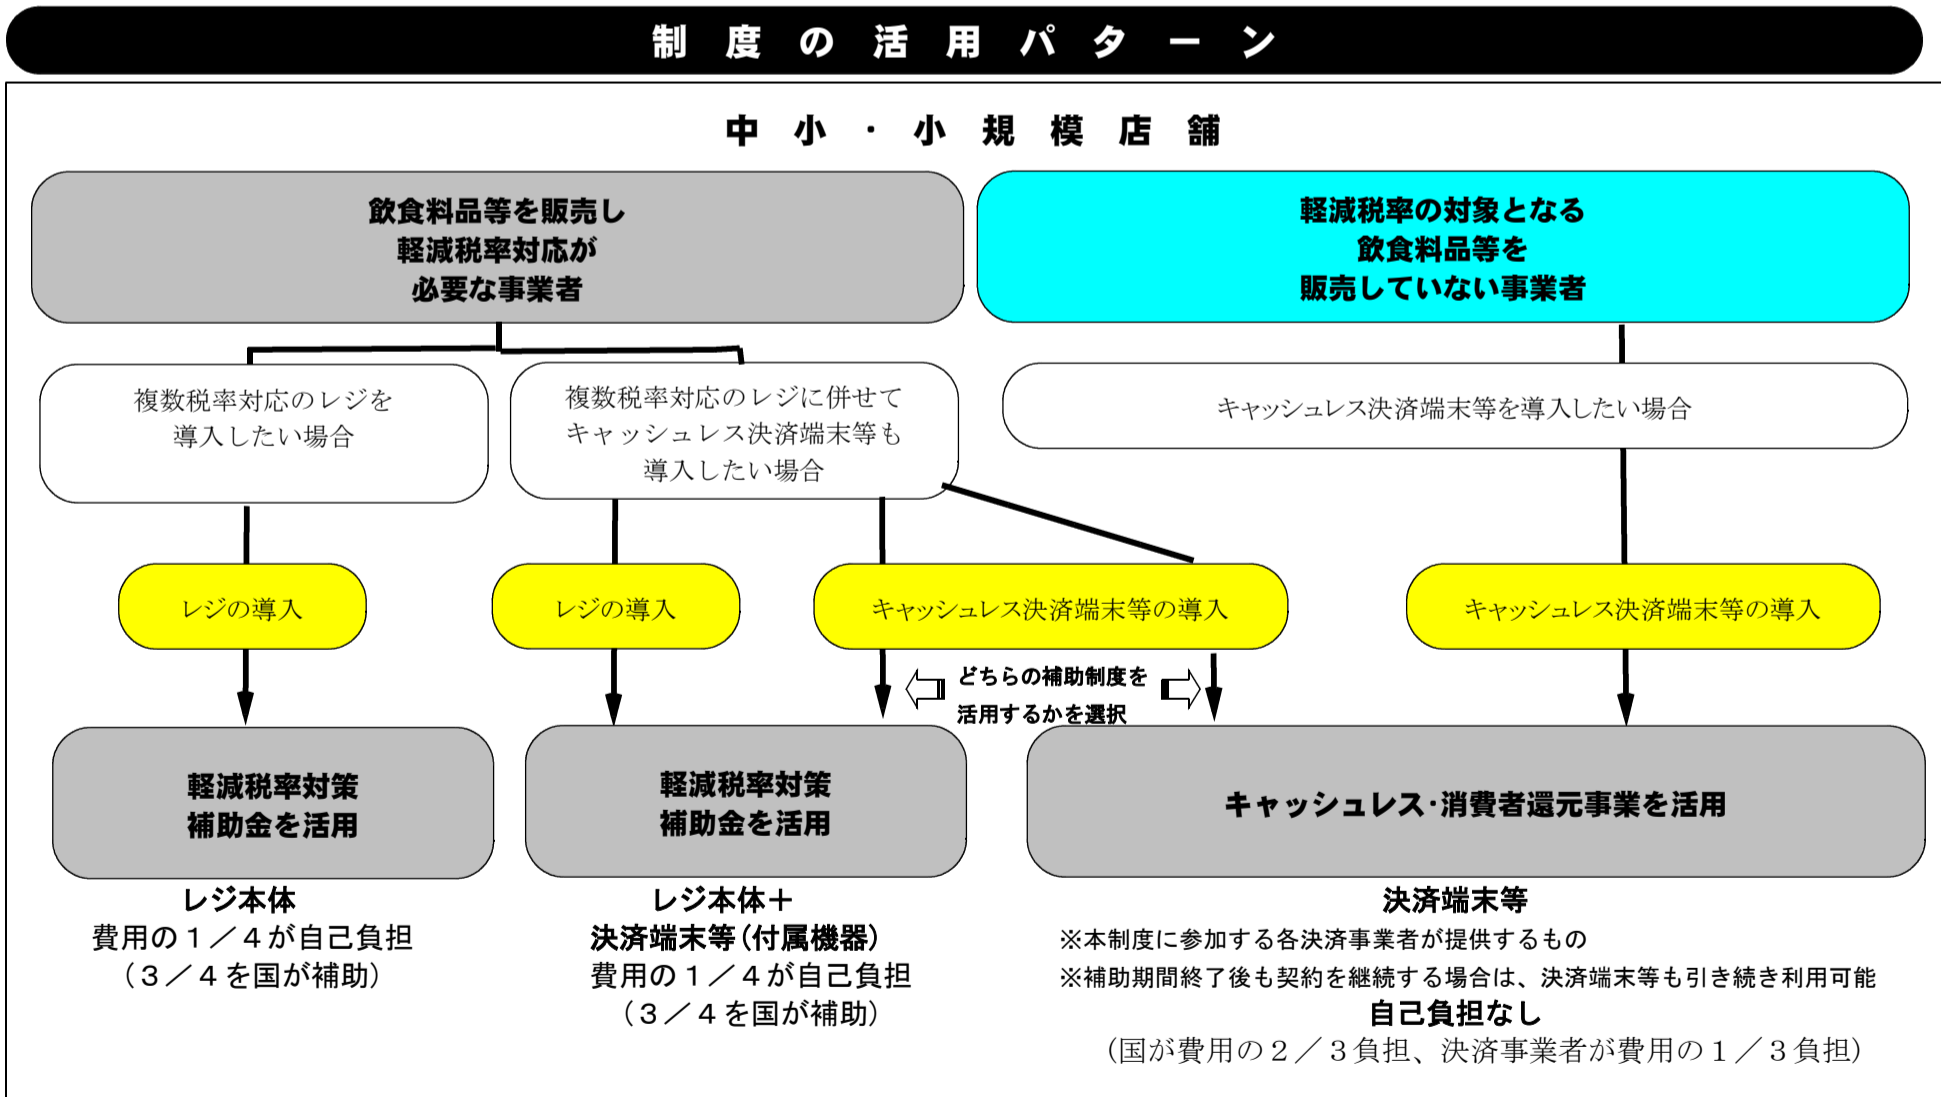 制度の活用パターン
中小・小規模店舗
飲食料品等を販売し
軽減税率対応が
必要な事業者
軽減税率の対象となる
飲食料品等を
販売していない事業者
複数税率対応のレジを
導入したい場合
複数税率対応のレジに併せて
キャッシュレス決済端末等も
導入したい場合
キャッシュレス決済端末等を導入したい場合
レジの導入
レジの導入
キャッシュレス決済端末等の導入
キャッシュレス決済端末等の導入
どちらの補助制度を
活用するかを選択
軽減税率対策
補助金を活用
軽減税率対策
補助金を活用
キャッシュレス・消費者還元事業を活用
レジ本体
費用の1/4が自己負担
(3/4を国が補助)
レジ本体+
決済端末等(付属機器)
費用の1/4が自己負担
(3/4を国が補助)
決済端末等
※本制度に参加する各決済事業者が提供するもの
※補助期間終了後も契約を継続する場合は、決済端末等も引き続き利用可能
自己負担なし
(国が費用の2/3負担、決済事業者が費用の1/3負担)